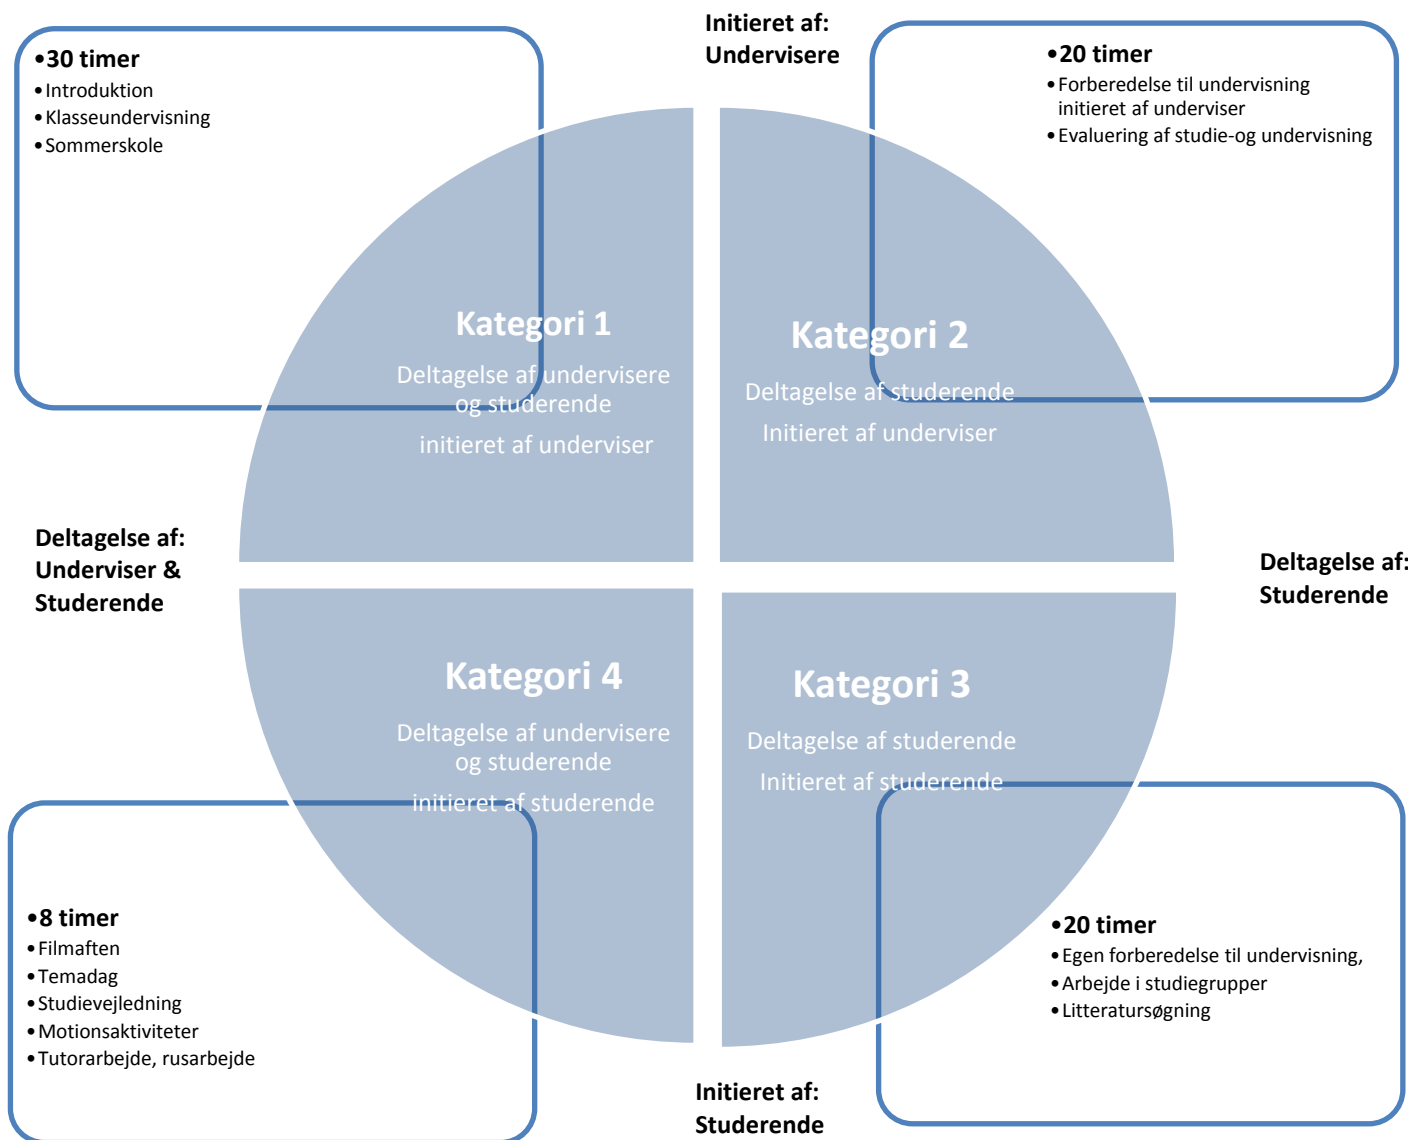 Initieret af:
Undervisere
•30 timer
•Introduktion
•Klasseundervisning
•Sommerskole
•20 timer
•Forberedelse til undervisning
initieret af underviser
•Evaluering af studie-og undervisning
Kategori 1
Deltagelse af undervisere
og studerende
initieret af underviser
Kategori 2
Deltagelse af studerende
Initieret af underviser
Deltagelse af:
Underviser &
Studerende
Deltagelse af:
Studerende
Kategori 4
Deltagelse af undervisere
og studerende
initieret af studerende
Kategori 3
Deltagelse af studerende
Initieret af studerende
•8 timer
•Filmaften
•Temadag
•Studievejledning
•Motionsaktiviteter
•Tutorarbejde, rusarbejde
•20 timer
•Egen forberedelse til undervisning,
•Arbejde i studiegrupper
•Litteratursøgning
Initieret af:
Studerende